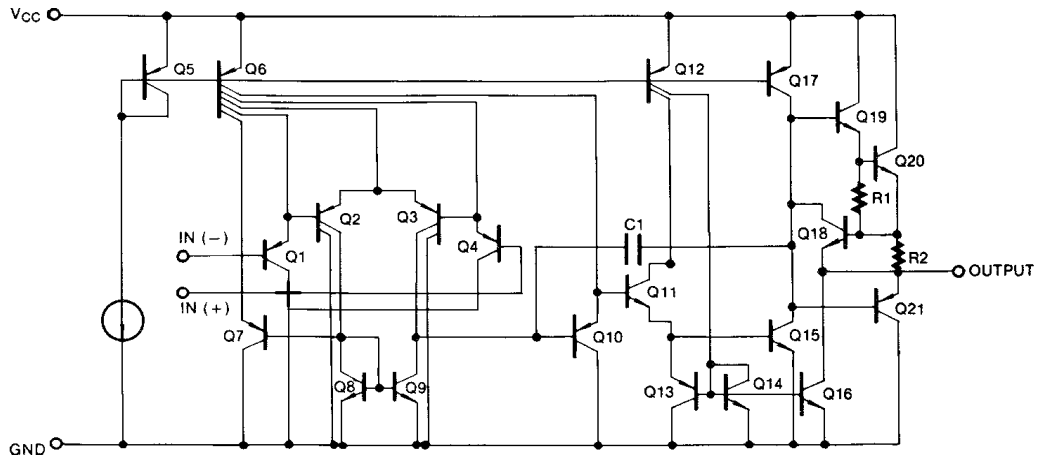 VCC
Q5
Q6
Q12
Q17
Q19
Q20
R1
Q2
Q3
Q4
C1
Q18
IN (−)
Q1
R2
OUTPUT
IN (+)
Q11
Q21
Q7
Q10
Q15
Q8
Q9
Q13
Q14
Q16
GND